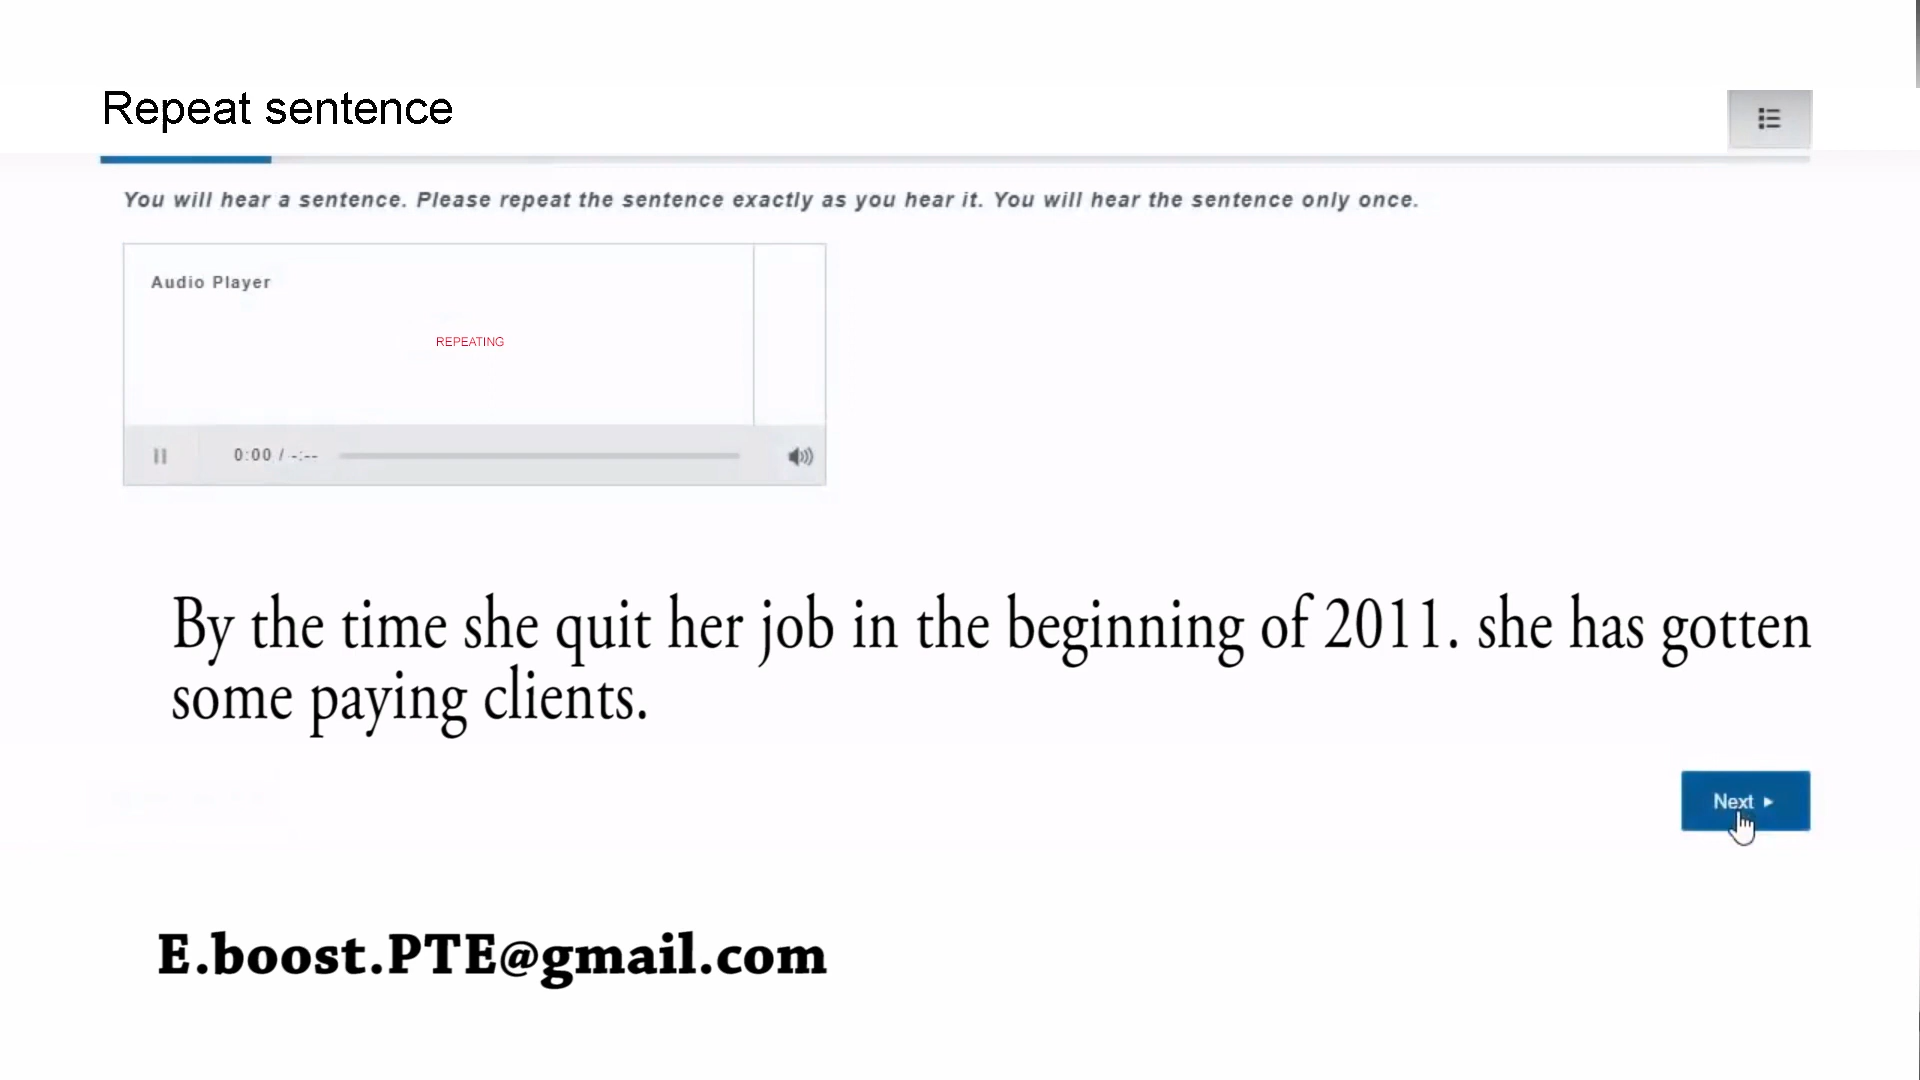 Repeat sentence
You will hear a sentence. Please repeat the sentence exactly as you hear it. You will hear the sentence only once.
Audio Player
REPEATING
0:00 / -:--
By the time she quit her job in the beginning of 2011. she has gotten
some paying clients.
Next
E.boost.PTE@gmail.com